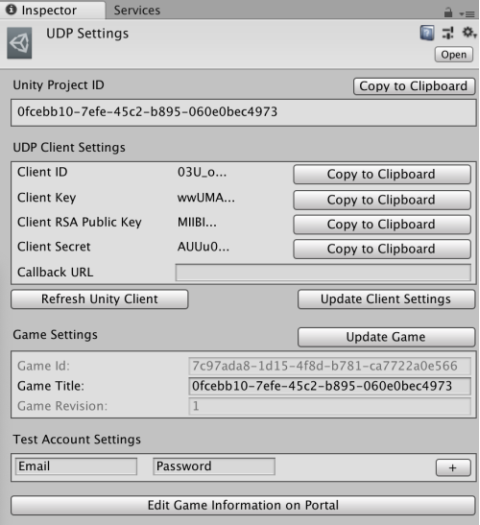 Inspector Services
UDP Settings
Open
Unity Project ID Copy to Clipboard
0fcebb10-7efe-45c2-b895-060e0bec4973
UDP Client Settings
Client ID 03U_o... Copy to Clipboard
Client Key wwUMA... Copy to Clipboard
Client RSA Public Key MIIBI... Copy to Clipboard
Client Secret AUUu0... Copy to Clipboard
Callback URL
Refresh Unity Client Update Client Settings
Game Settings Update Game
Game Id: 7c97ada8-1d15-4f8d-b781-ca7722a0e566
Game Title: 0fcebb10-7efe-45c2-b895-060e0bec4973
Game Revision: 1
Test Account Settings
Email Password +
Edit Game Information on Portal